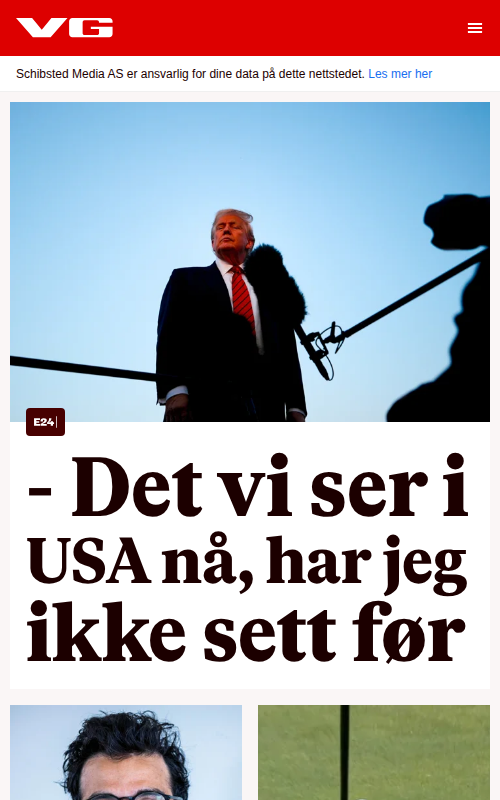 VG
Schibsted Media AS er ansvarlig for dine data på dette nettstedet. Les mer her
E24
- Det vi ser i
USA nå, har jeg
ikke sett før